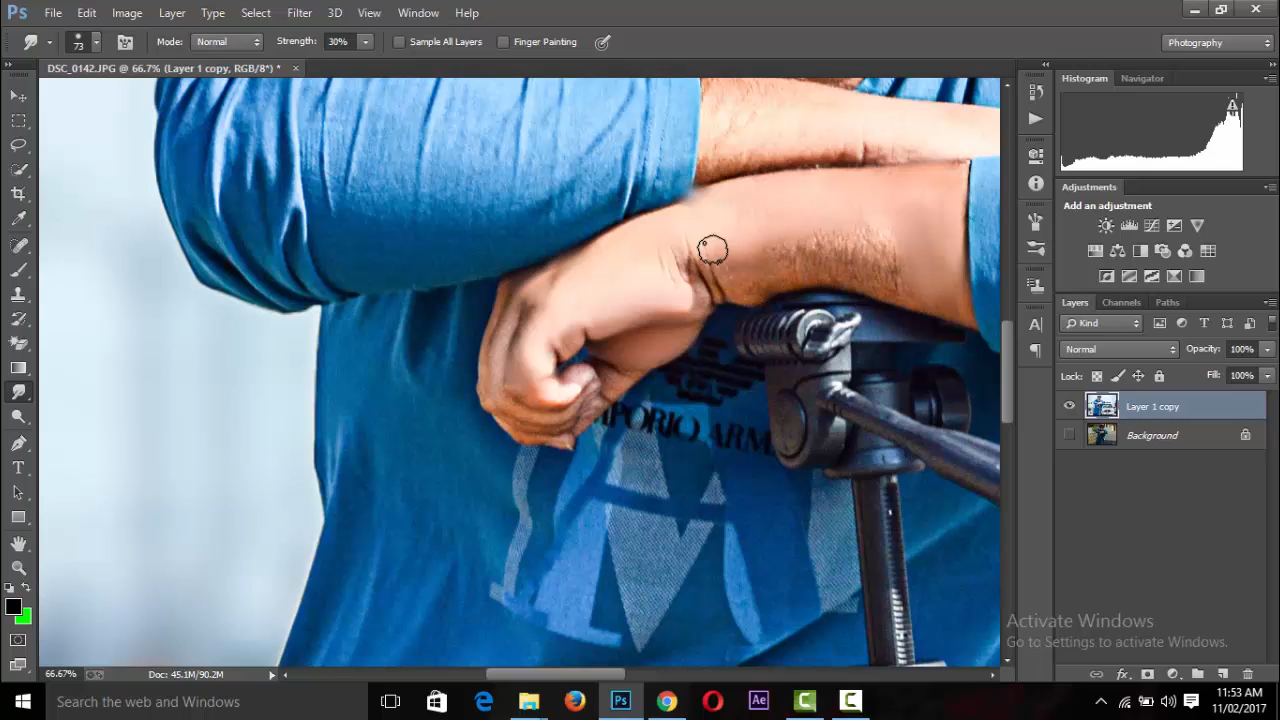 Ps File Edit Image Layer Type Select Filter 3D View Window Help
73 Mode: Normal Strength: 30% Sample All Layers Finger Painting Photography
DSC_0142.JPG @ 66.7% (Layer 1 copy, RGB/8*) * ×
Histogram Navigator
Adjustments
Add an adjustment
Layers Channels Paths
Kind
Normal Opacity: 100%
Lock: Fill: 100%
Layer 1 copy
Background
EMPORIO ARM
Activate Windows
Go to Settings to activate Windows.
66.67% Doc: 45.1M/90.2M
Search the web and Windows
Ps Ae
11:53 AM
11/02/2017